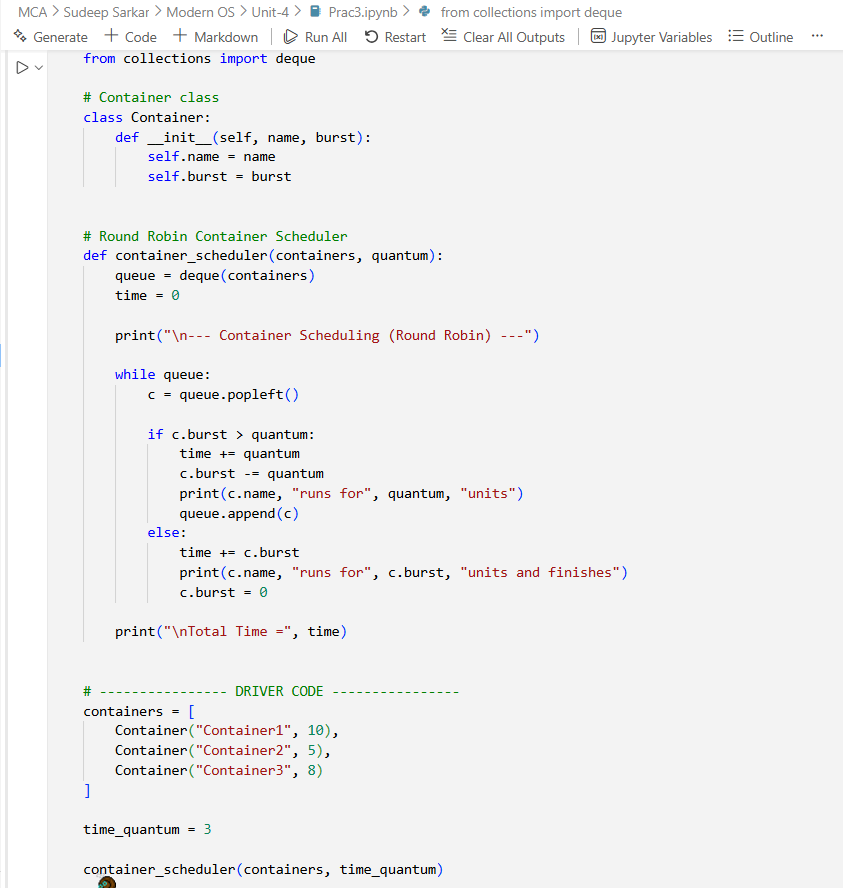 MCA > Sudeep Sarkar > Modern OS > Unit-4 > Prac3.ipynb > from collections import deque
Generate + Code + Markdown | Run All Restart Clear All Outputs | Jupyter Variables Outline ...
from collections import deque

# Container class
class Container:
    def __init__(self, name, burst):
        self.name = name
        self.burst = burst

# Round Robin Container Scheduler
def container_scheduler(containers, quantum):
    queue = deque(containers)
    time = 0

    print("\n--- Container Scheduling (Round Robin) ---")

    while queue:
        c = queue.popleft()

        if c.burst > quantum:
            time += quantum
            c.burst -= quantum
            print(c.name, "runs for", quantum, "units")
            queue.append(c)
        else:
            time += c.burst
            print(c.name, "runs for", c.burst, "units and finishes")
            c.burst = 0

    print("\nTotal Time =", time)

# ---------------- DRIVER CODE ----------------
containers = [
    Container("Container1", 10),
    Container("Container2", 5),
    Container("Container3", 8)
]

time_quantum = 3

container_scheduler(containers, time_quantum)